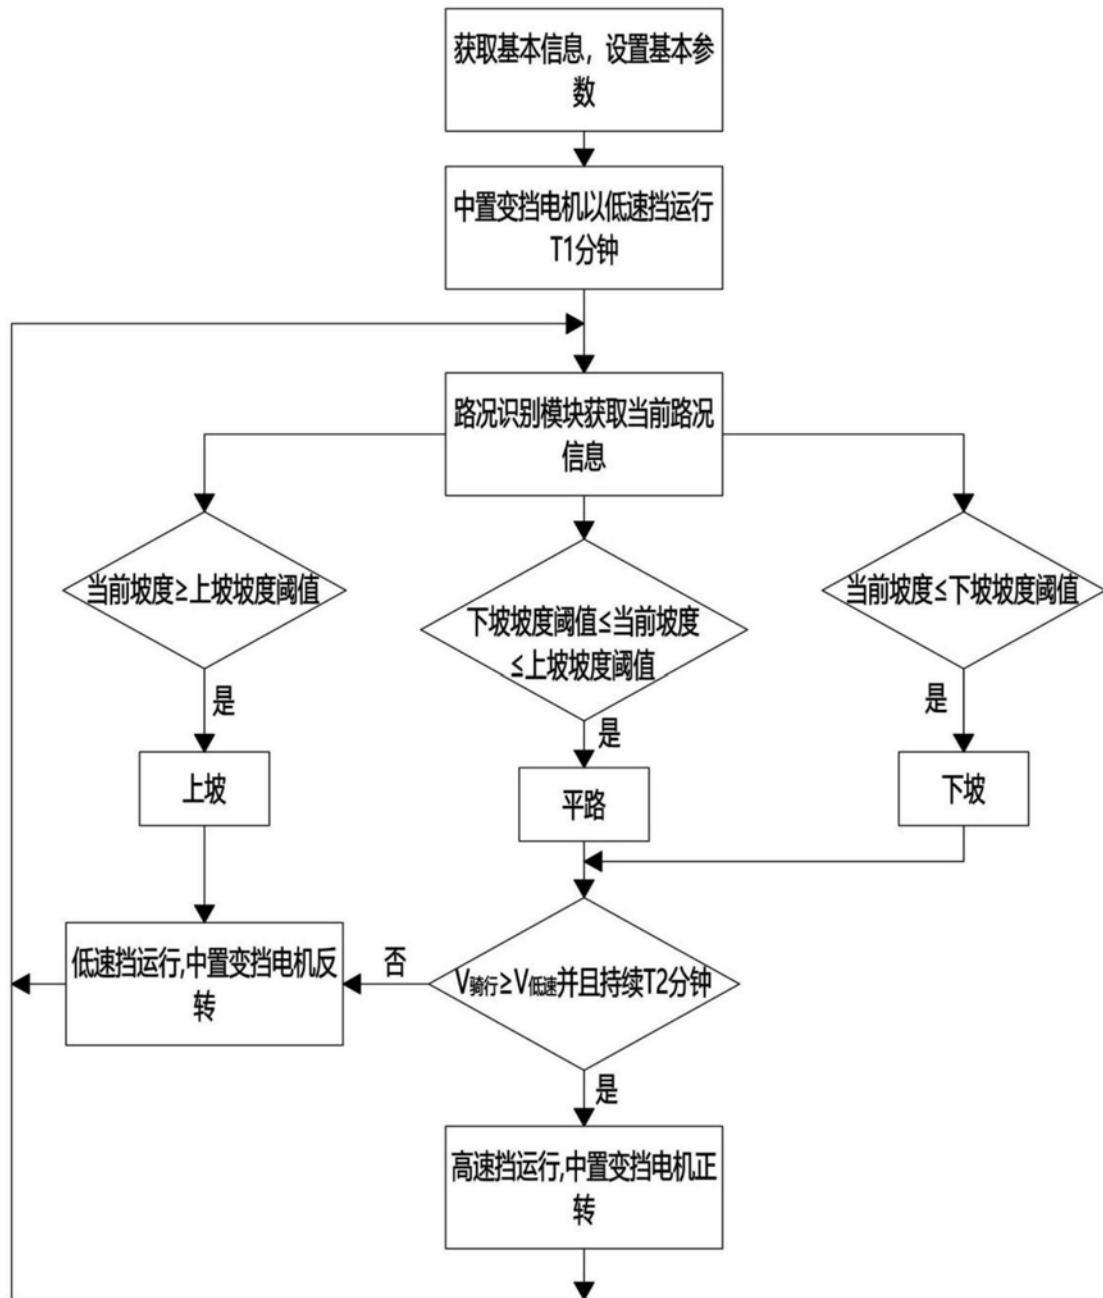 获取基本信息，设置基本参
数
中置变挡电机以低速挡运行
T1分钟
路况识别模块获取当前路况
信息
当前坡度≥上坡坡度阈值
下坡坡度阈值≤当前坡度
≤上坡坡度阈值
当前坡度≤下坡坡度阈值
是
是
是
上坡
平路
下坡
低速挡运行,中置变挡电机反
转
否
V骑行≥V低速并且持续T2分钟
是
高速挡运行,中置变挡电机正
转